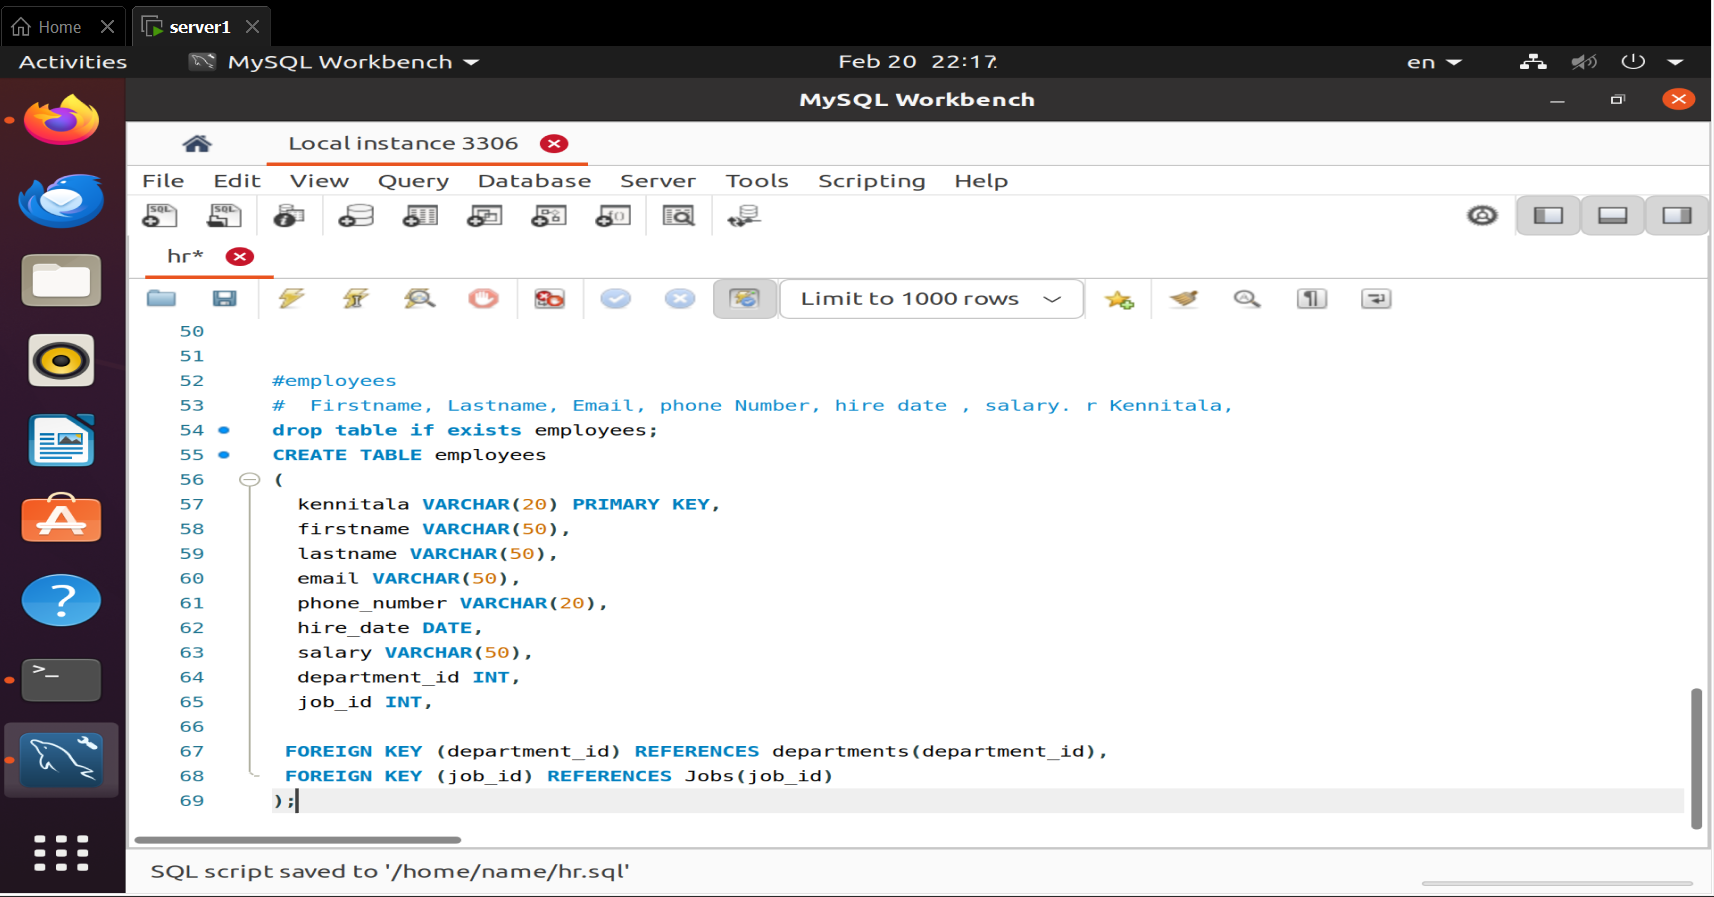 Home
server1
Activities
MySQL Workbench
Feb 20 22:17
en
MySQL Workbench
Local instance 3306
File Edit View Query Database Server Tools Scripting Help
hr*
Limit to 1000 rows
50
51
52 #employees
53 #  Firstname, Lastname, Email, phone Number, hire date , salary. r Kennitala,
54 drop table if exists employees;
55 CREATE TABLE employees
56 (
57 kennitala VARCHAR(20) PRIMARY KEY,
58 firstname VARCHAR(50),
59 lastname VARCHAR(50),
60 email VARCHAR(50),
61 phone_number VARCHAR(20),
62 hire_date DATE,
63 salary VARCHAR(50),
64 department_id INT,
65 job_id INT,
66
67 FOREIGN KEY (department_id) REFERENCES departments(department_id),
68 FOREIGN KEY (job_id) REFERENCES Jobs(job_id)
69 );
SQL script saved to '/home/name/hr.sql'